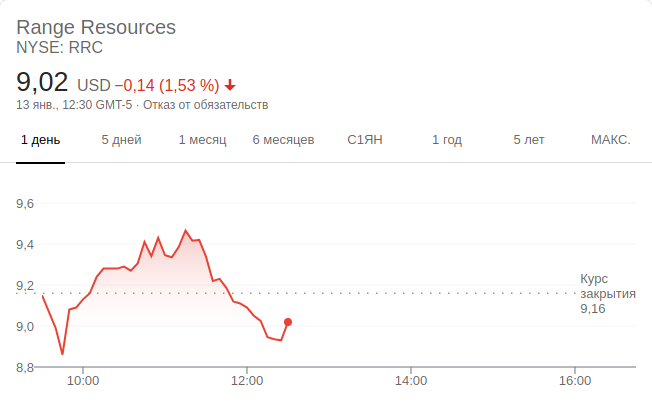 Range Resources
NYSE: RRC
9,02 USD −0,14 (1,53 %)
13 янв., 12:30 GMT-5 · Отказ от обязательств
1 день 5 дней 1 месяц 6 месяцев С1ЯН 1 год 5 лет МАКС.
9,6
9,4
9,2
9,0
8,8
Курс
закрытия
9,16
10:00 12:00 14:00 16:00